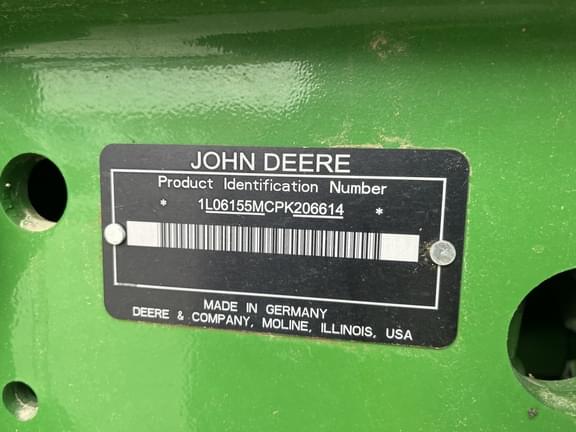 JOHN DEERE
Product Identification Number
* 1L06155MCPK206614 *
MADE IN GERMANY
DEERE & COMPANY, MOLINE, ILLINOIS, USA